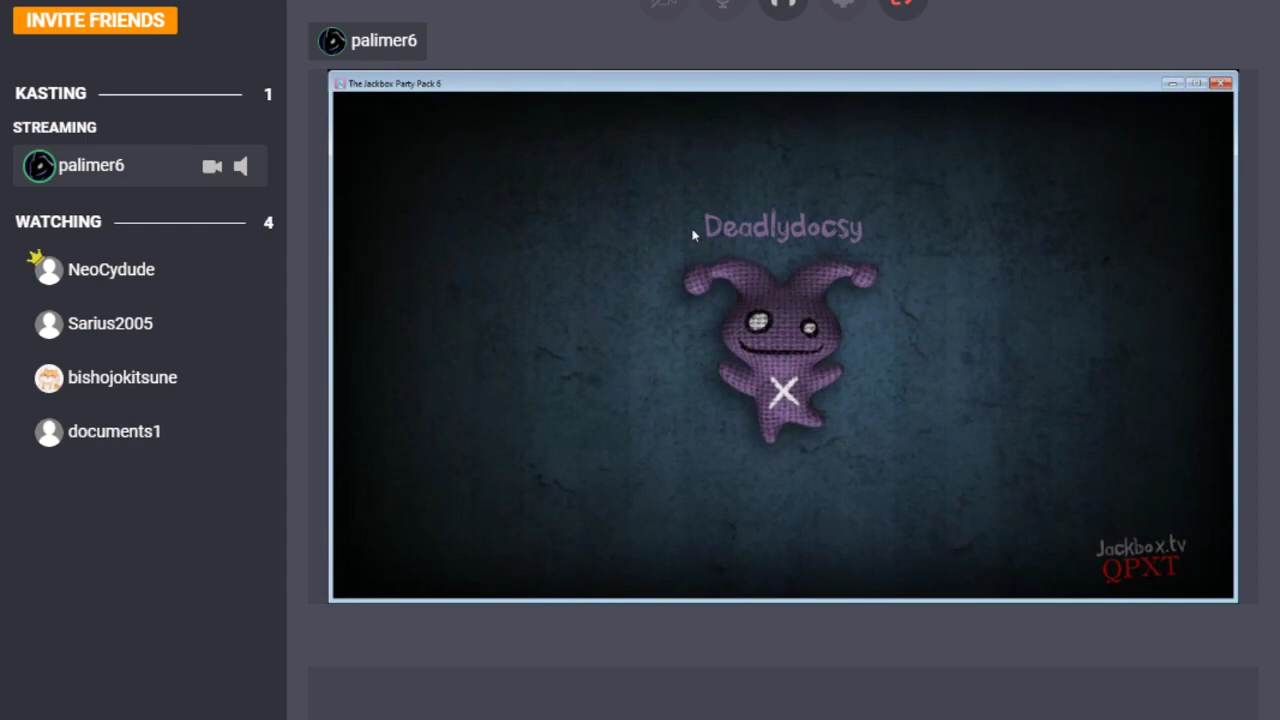 INVITE FRIENDS
palimer6
The Jackbox Party Pack 6
KASTING 1
STREAMING
palimer6
WATCHING 4
NeoCydude
Sarius2005
bishojokitsune
documents1
Deadlydocsy
X
Jackbox.tv
QPXT